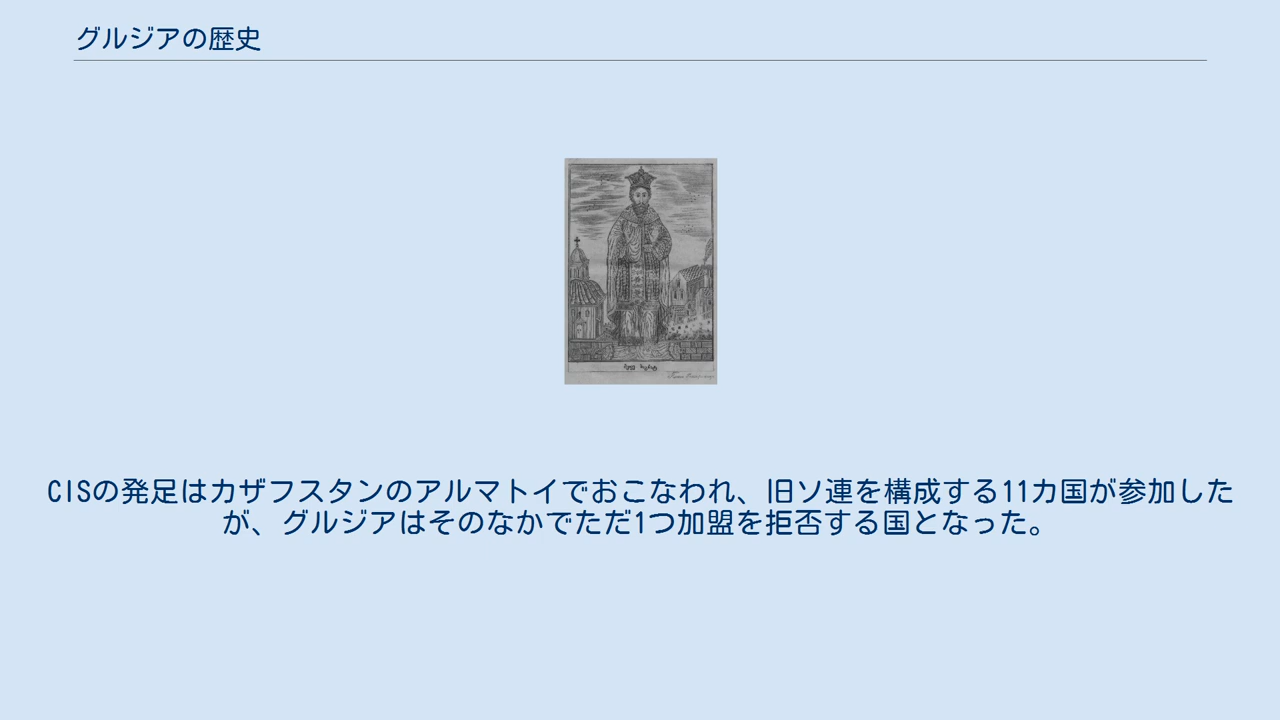 グルジアの歴史
CISの発足はカザフスタンのアルマトイでおこなわれ、旧ソ連を構成する11カ国が参加した
が、グルジアはそのなかでただ1つ加盟を拒否する国となった。